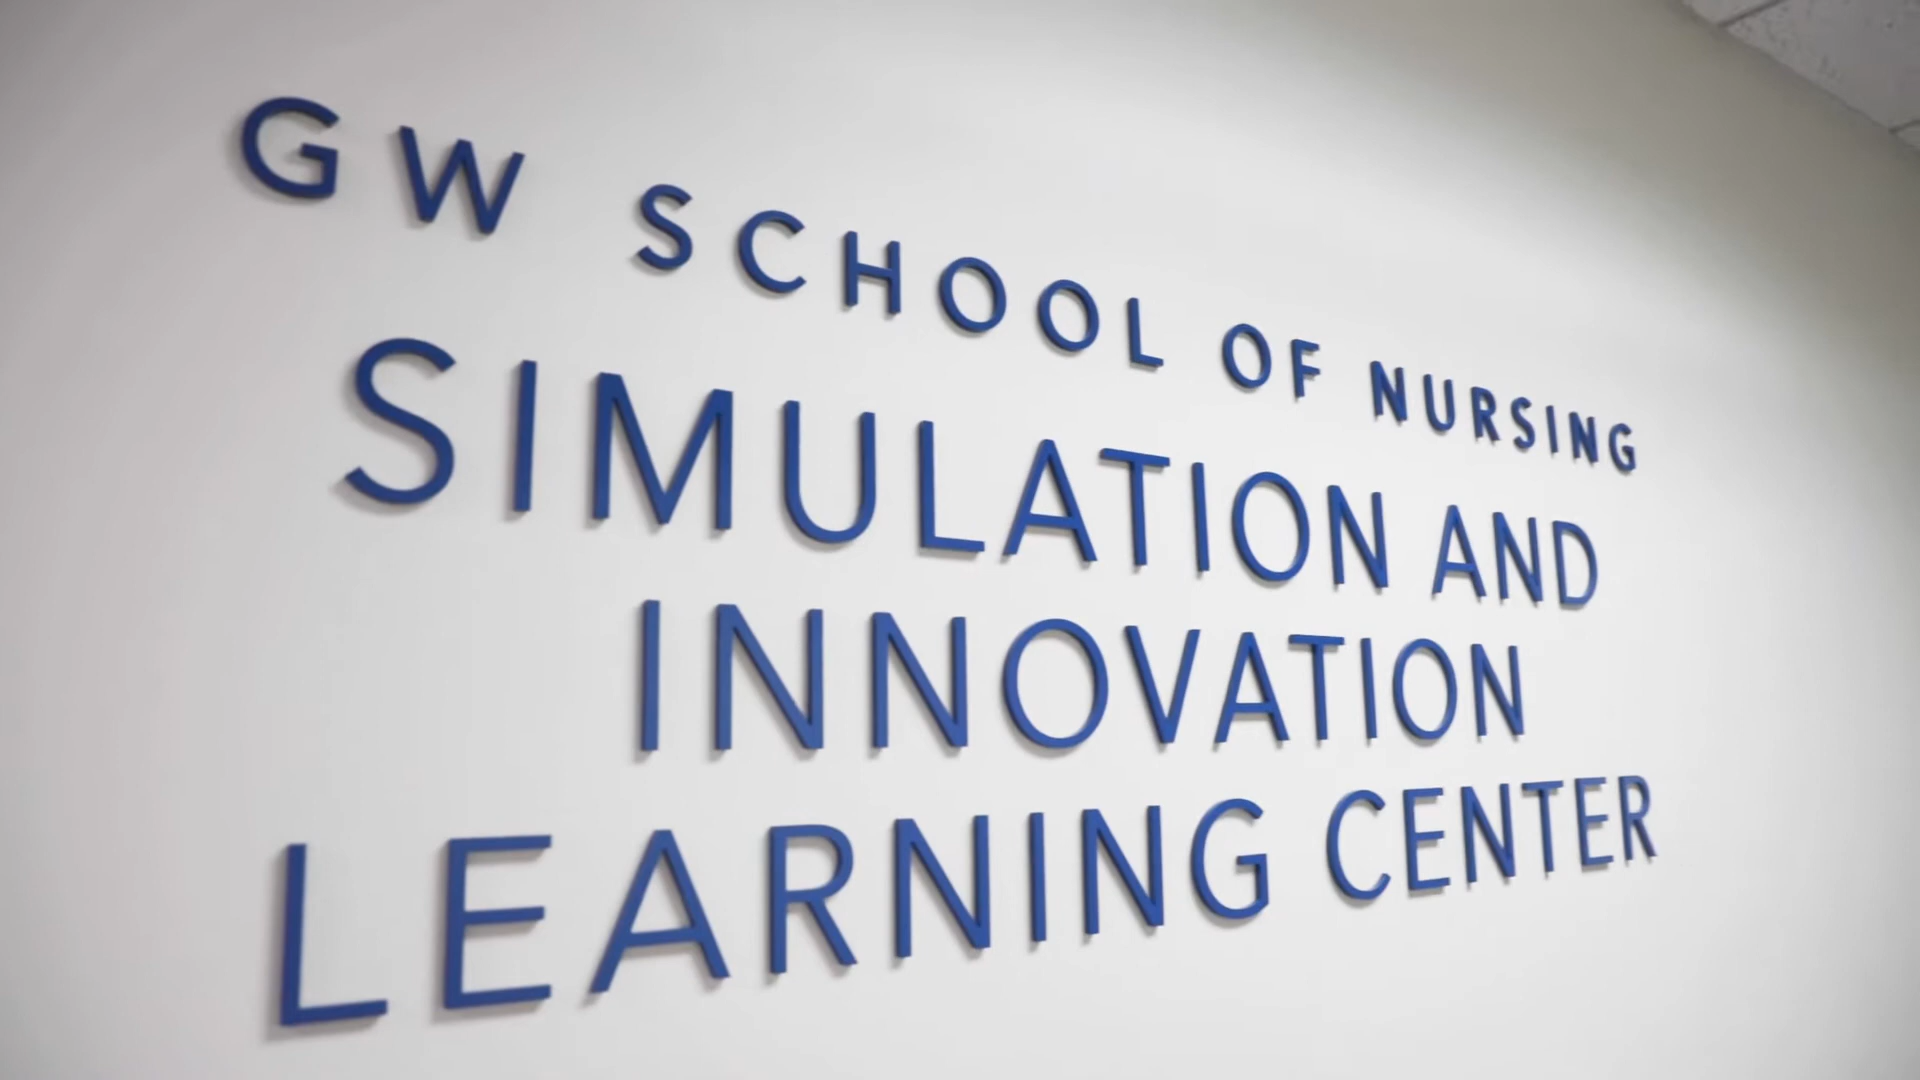 GW SCHOOL OF NURSING
SIMULATION AND
INNOVATION
LEARNING CENTER